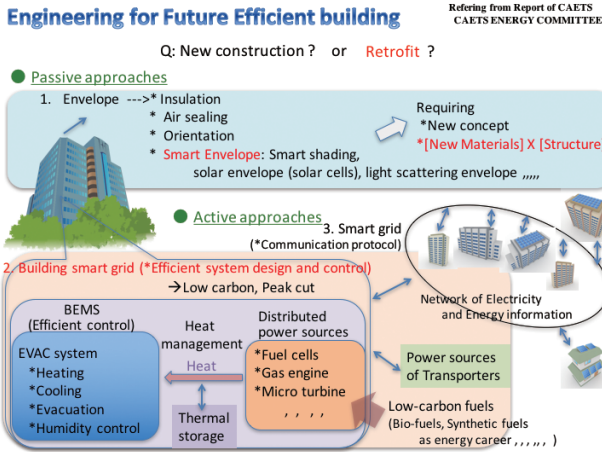 Engineering for Future Efficient building
Refering from Report of CAETS
CAETS ENERGY COMMITTEE
Q: New construction ? or Retrofit ?
Passive approaches
1. Envelope --->* Insulation
* Air sealing
* Orientation
* Smart Envelope: Smart shading,
solar envelope (solar cells), light scattering envelope ,,,,,
Requiring
*New concept
*[New Materials] X [Structure
Active approaches
3. Smart grid
(*Communication protocol)
2. Building smart grid (*Efficient system design and control)
→Low carbon, Peak cut
Network of Electricity
and Energy information
BEMS
(Efficient control)
EVAC system
*Heating
*Cooling
*Evacuation
*Humidity control
Heat
management
Heat
Thermal
storage
Distributed
power sources
*Fuel cells
*Gas engine
*Micro turbine
, , , ,
Power sources
of Transporters
Low-carbon fuels
(Bio-fuels, Synthetic fuels
as energy career , , , ,, , )